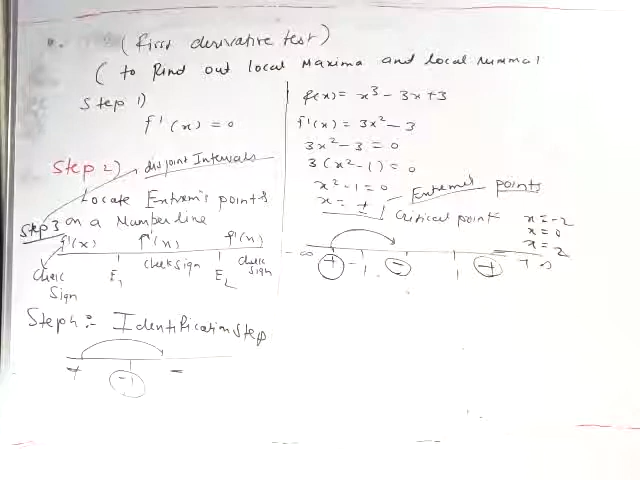 (First derivative test)
( to find out local maxima and local minima)
Step 1)
f'(x) = 0
Step 2) disjoint Intervals
Locate Extremes points
on a Number line
Step 3
f'(x) f'(x) f'(x)
Check Sign E1 check sign E2 check sign
Step 4:- Identification Step
+ -1 -
f(x) = x³ - 3x + 3
f'(x) = 3x² - 3
3x² - 3 = 0
3(x² - 1) = 0
x² - 1 = 0
x = ± 1
Extremes points
Critical point
x = -2
x = 0
x = 2
-∞ + -1 - 1 + +∞